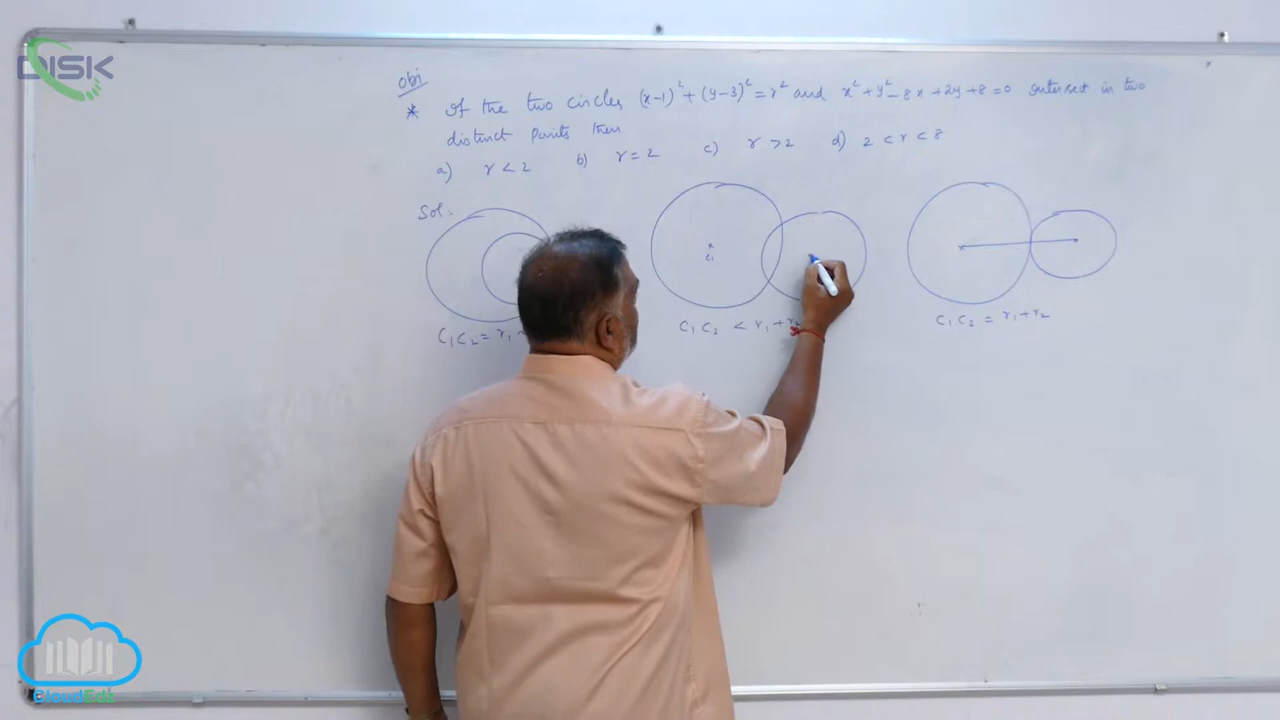 DISK
Obj
* If the two circles (x-1)² + (y-3)² = r² and x² + y² - 8x + 2y + 8 = 0 intersect in two
distinct points then
a) r < 2 b) r = 2 c) r > 2 d) 2 < r < 8
Sol.
C₁
C₁C₂ = r₁ C₁C₂ < r₁ + r₂ C₁C₂ = r₁ + r₂
CloudEdz